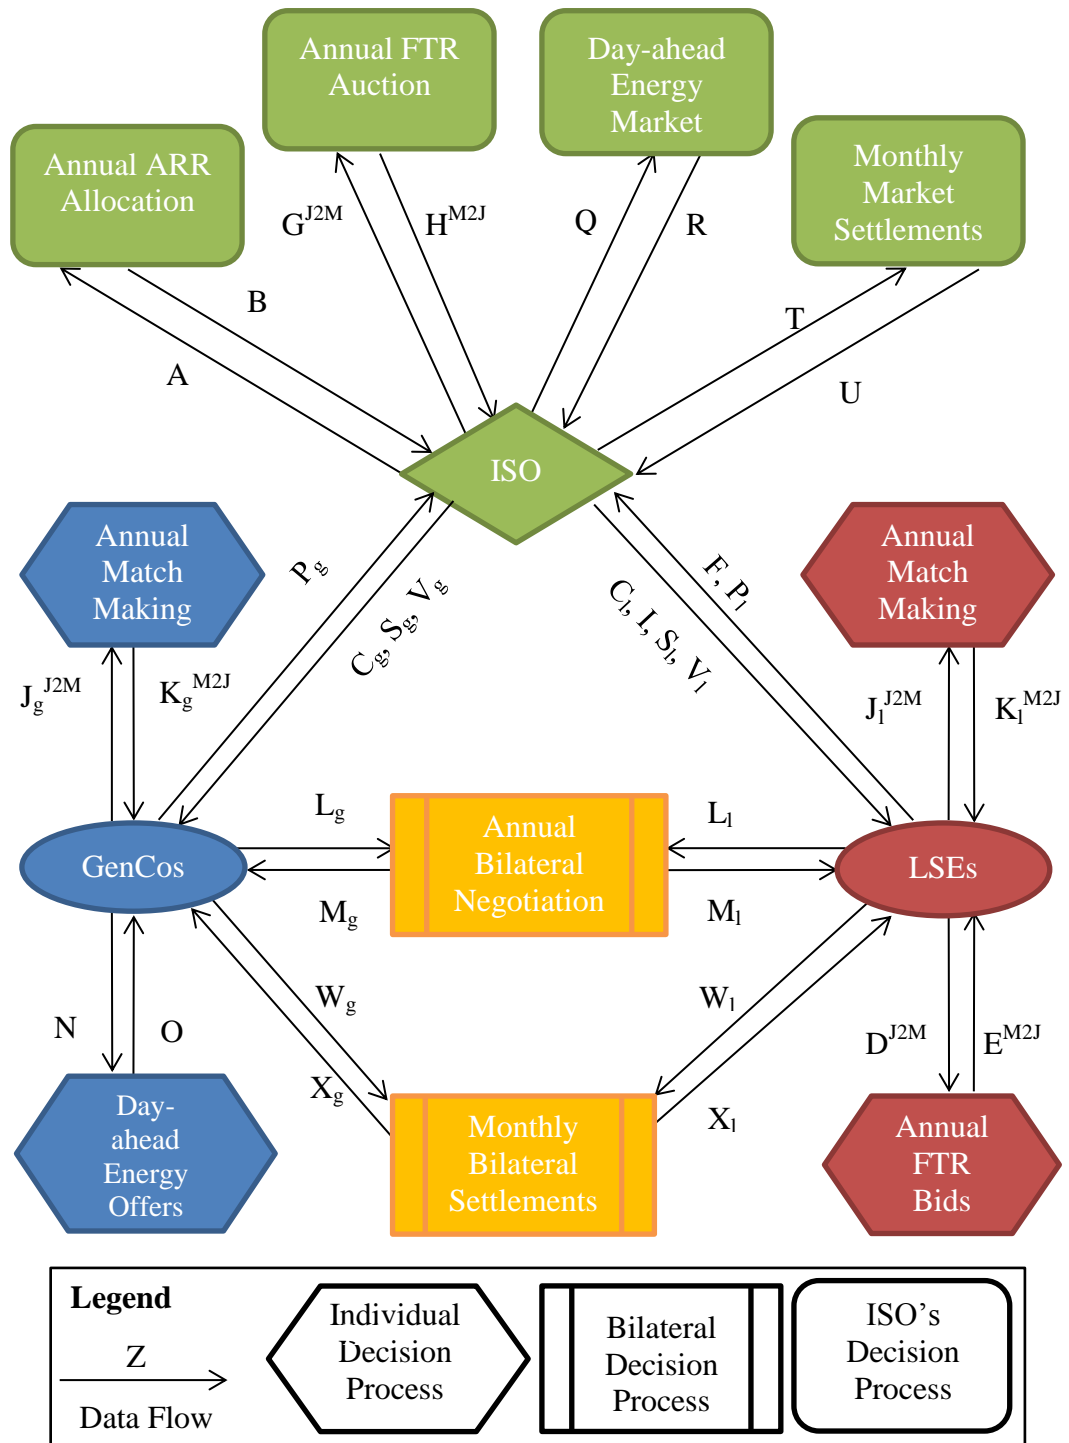 Annual FTR
Auction
Day-ahead
Energy
Market
Annual ARR
Allocation
Monthly
Market
Settlements
G^J2M
H^M2J
Q
R
B
T
A
U
ISO
Annual
Match
Making
Annual
Match
Making
P_g
C_g, S_g, V_g
F, P_l
C_l, I, S_l, V_l
J_g^J2M
K_g^M2J
J_l^J2M
K_l^M2J
L_g
Annual
Bilateral
Negotiation
L_l
GenCos
LSEs
M_g
M_l
W_g
W_l
N
O
D^J2M
E^M2J
X_g
X_l
Day-
ahead
Energy
Offers
Monthly
Bilateral
Settlements
Annual
FTR
Bids
Legend
Z
Data Flow
Individual
Decision
Process
Bilateral
Decision
Process
ISO's
Decision
Process